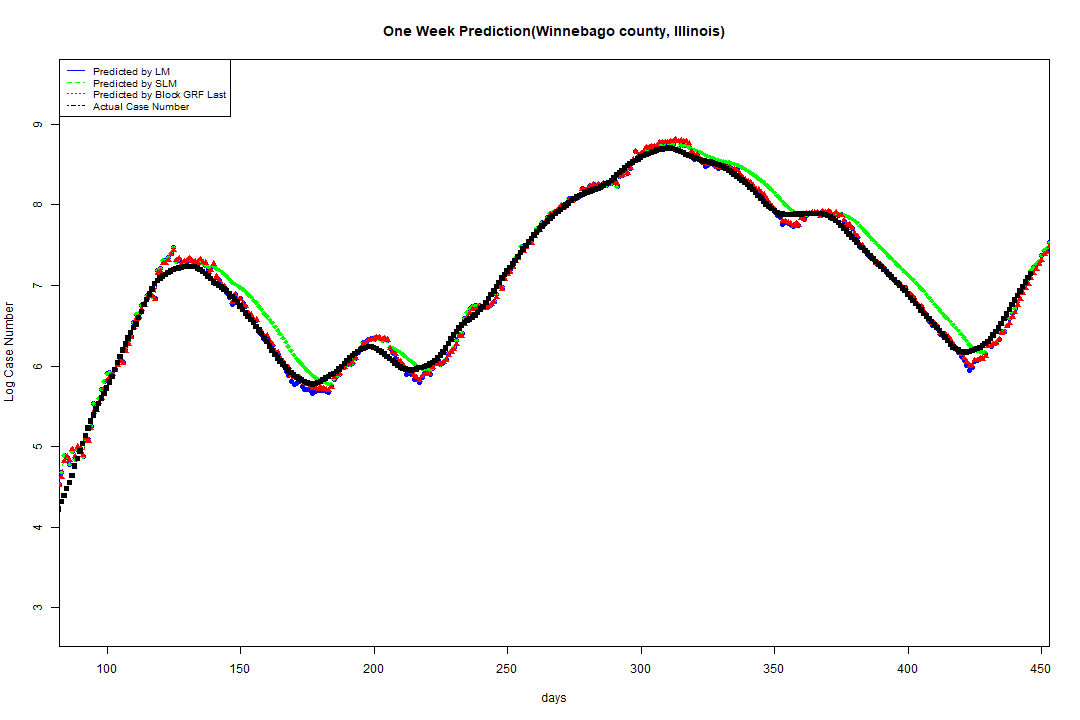 One Week Prediction(Winnebago county, Illinois)
Predicted by LM
Predicted by SLM
Predicted by Block GRF Last
Actual Case Number
9
8
7
6
5
4
3
Log Case Number
100 150 200 250 300 350 400 450
days